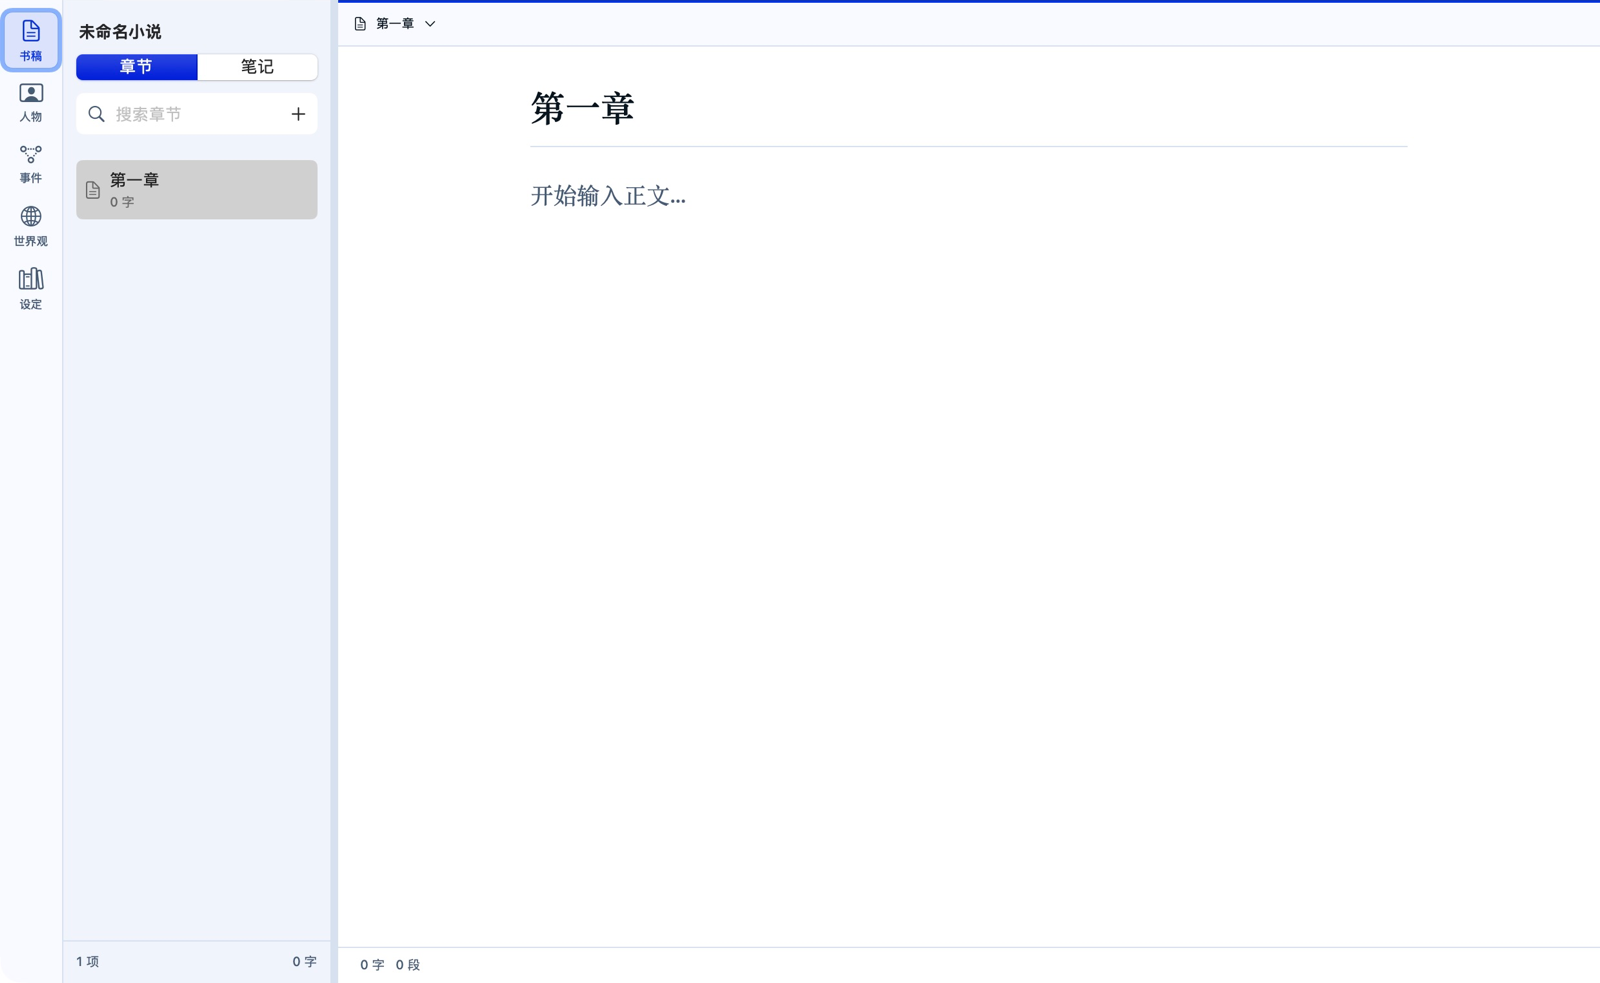 书稿
人物
事件
世界观
设定
未命名小说
章节
笔记
搜索章节
第一章
0 字
1 项
0 字
第一章
第一章
开始输入正文...
0 字 0 段